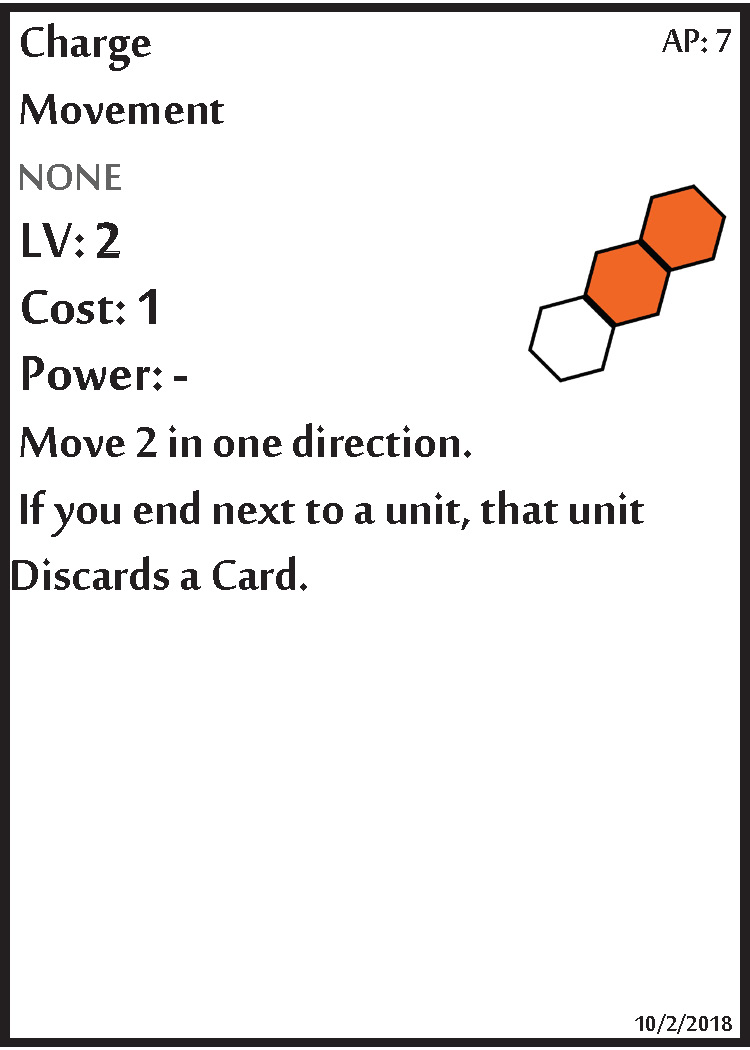 Charge
AP: 7
Movement
NONE
LV: 2
Cost: 1
Power: -
Move 2 in one direction.
If you end next to a unit, that unit
Discards a Card.
10/2/2018